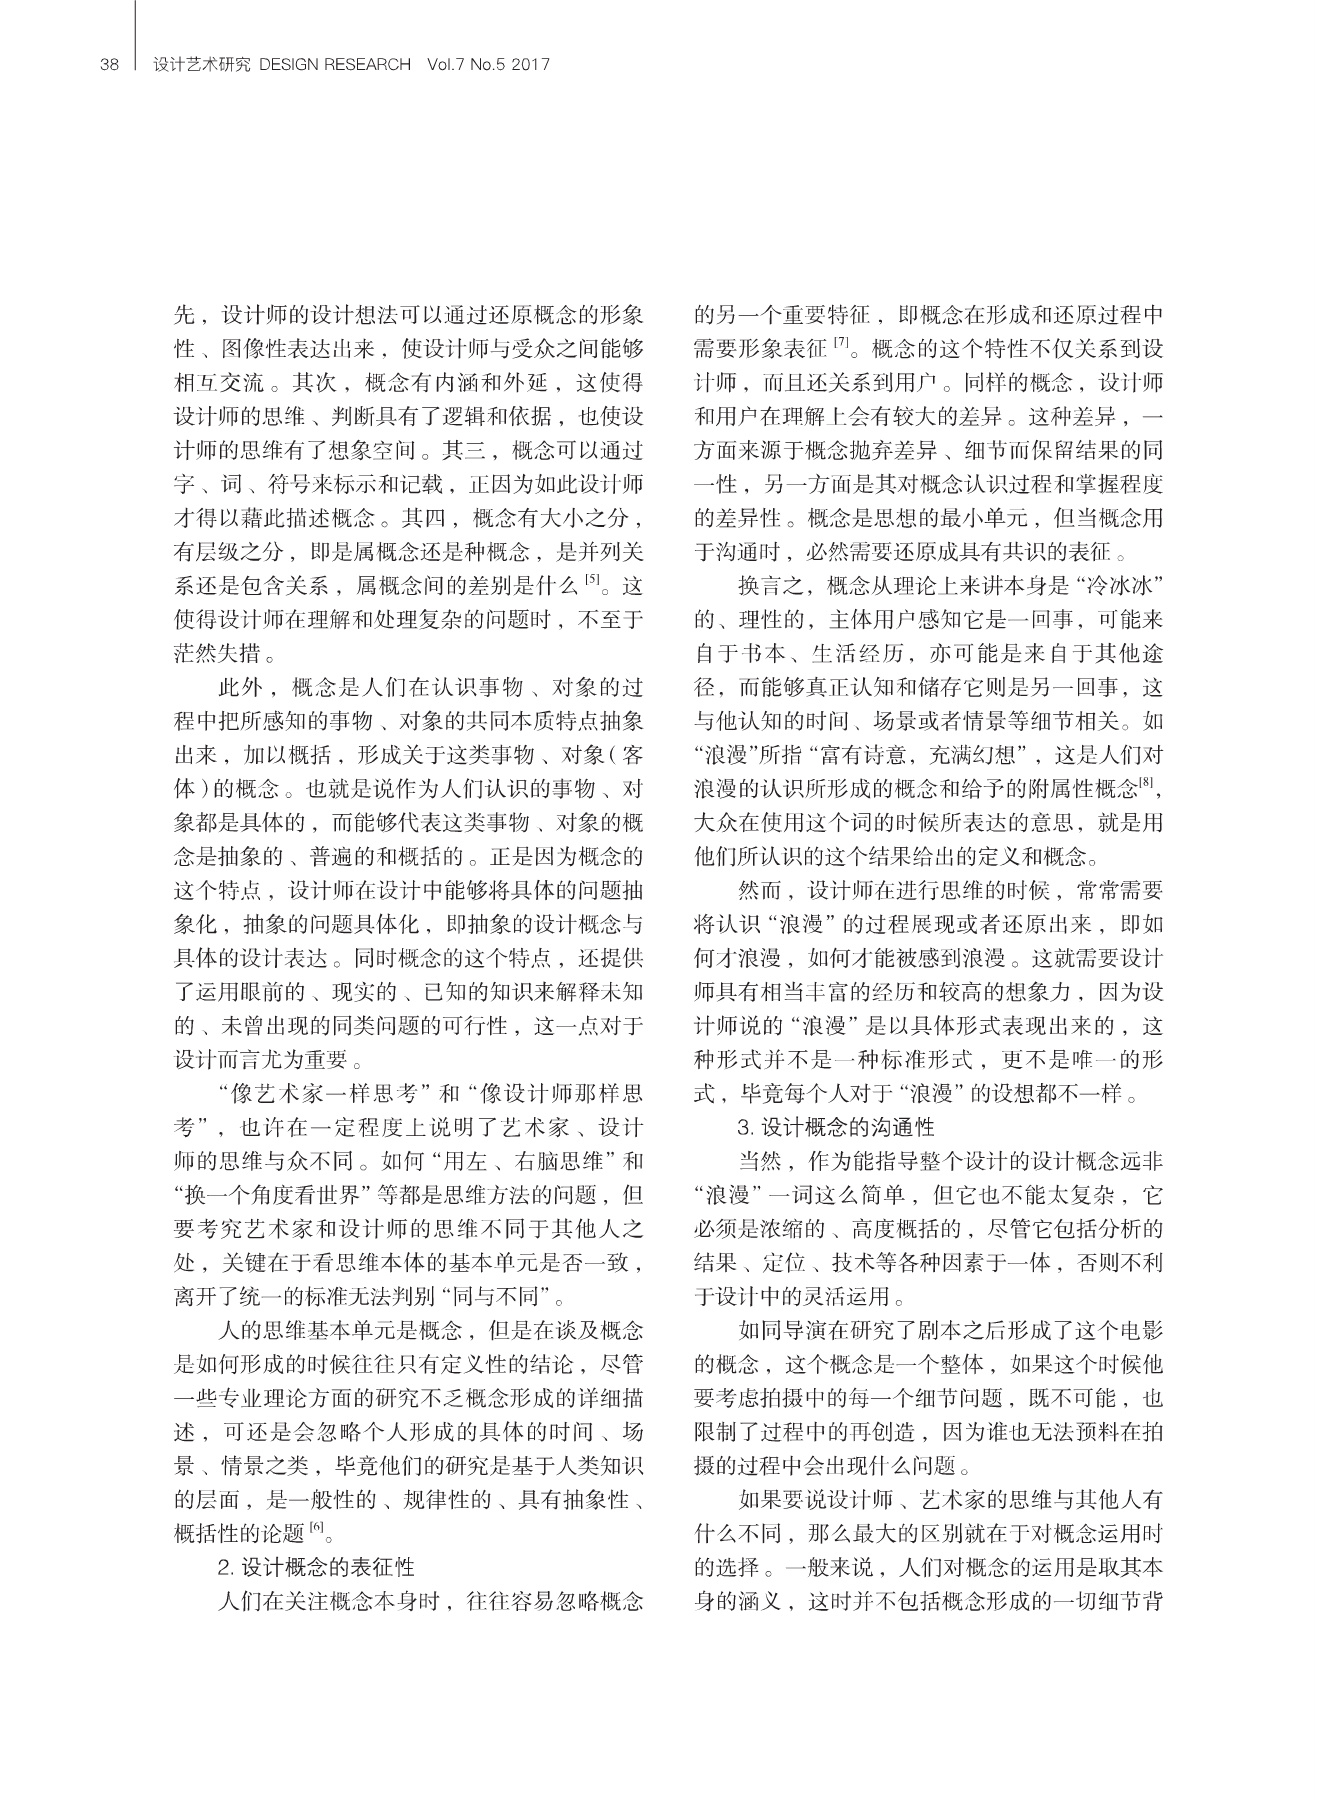 38 设计艺术研究 DESIGN RESEARCH Vol.7 No.5 2017
先，设计师的设计想法可以通过还原概念的形象
性、图像性表达出来，使设计师与受众之间能够
相互交流。其次，概念有内涵和外延，这使得
设计师的思维、判断具有了逻辑和依据，也使设
计师的思维有了想象空间。其三，概念可以通过
字、词、符号来标示和记载，正因为如此设计师
才得以藉此描述概念。其四，概念有大小之分，
有层级之分，即是属概念还是种概念，是并列关
系还是包含关系，属概念间的差别是什么[5]。这
使得设计师在理解和处理复杂的问题时，不至于
茫然失措。
此外，概念是人们在认识事物、对象的过
程中把所感知的事物、对象的共同本质特点抽象
出来，加以概括，形成关于这类事物、对象（客
体）的概念。也就是说作为人们认识的事物、对
象都是具体的，而能够代表这类事物、对象的概
念是抽象的、普遍的和概括的。正是因为概念的
这个特点，设计师在设计中能够将具体的问题抽
象化，抽象的问题具体化，即抽象的设计概念与
具体的设计表达。同时概念的这个特点，还提供
了运用眼前的、现实的、已知的知识来解释未知
的、未曾出现的同类问题的可行性，这一点对于
设计而言尤为重要。
“像艺术家一样思考”和“像设计师那样思
考”，也许在一定程度上说明了艺术家、设计
师的思维与众不同。如何“用左、右脑思维”和
“换一个角度看世界”等都是思维方法的问题，但
要考究艺术家和设计师的思维不同于其他人之
处，关键在于看思维本体的基本单元是否一致，
离开了统一的标准无法判别“同与不同”。
人的思维基本单元是概念，但是在谈及概念
是如何形成的时候往往只有定义性的结论，尽管
一些专业理论方面的研究不乏概念形成的详细描
述，可还是会忽略个人形成的具体的时间、场
景、情景之类，毕竟他们的研究是基于人类知识
的层面，是一般性的、规律性的、具有抽象性、
概括性的论题[6]。
2. 设计概念的表征性
人们在关注概念本身时，往往容易忽略概念
的另一个重要特征，即概念在形成和还原过程中
需要形象表征[7]。概念的这个特性不仅关系到设
计师，而且还关系到用户。同样的概念，设计师
和用户在理解上会有较大的差异。这种差异，一
方面来源于概念抛弃差异、细节而保留结果的同
一性，另一方面是其对概念认识过程和掌握程度
的差异性。概念是思想的最小单元，但当概念用
于沟通时，必然需要还原成具有共识的表征。
换言之，概念从理论上来讲本身是“冷冰冰”
的、理性的，主体用户感知它是一回事，可能来
自于书本、生活经历，亦可能是来自于其他途
径，而能够真正认知和储存它则是另一回事，这
与他认知的时间、场景或者情景等细节相关。如
“浪漫”所指“富有诗意，充满幻想”，这是人们对
浪漫的认识所形成的概念和给予的附属性概念[8]，
大众在使用这个词的时候所表达的意思，就是用
他们所认识的这个结果给出的定义和概念。
然而，设计师在进行思维的时候，常常需要
将认识“浪漫”的过程展现或者还原出来，即如
何才浪漫，如何才能被感到浪漫。这就需要设计
师具有相当丰富的经历和较高的想象力，因为设
计师说的“浪漫”是以具体形式表现出来的，这
种形式并不是一种标准形式，更不是唯一的形
式，毕竟每个人对于“浪漫”的设想都不一样。
3. 设计概念的沟通性
当然，作为能指导整个设计的设计概念远非
“浪漫”一词这么简单，但它也不能太复杂，它
必须是浓缩的、高度概括的，尽管它包括分析的
结果、定位、技术等各种因素于一体，否则不利
于设计中的灵活运用。
如同导演在研究了剧本之后形成了这个电影
的概念，这个概念是一个整体，如果这个时候他
要考虑拍摄中的每一个细节问题，既不可能，也
限制了过程中的再创造，因为谁也无法预料在拍
摄的过程中会出现什么问题。
如果要说设计师、艺术家的思维与其他人有
什么不同，那么最大的区别就在于对概念运用时
的选择。一般来说，人们对概念的运用是取其本
身的涵义，这时并不包括概念形成的一切细节背